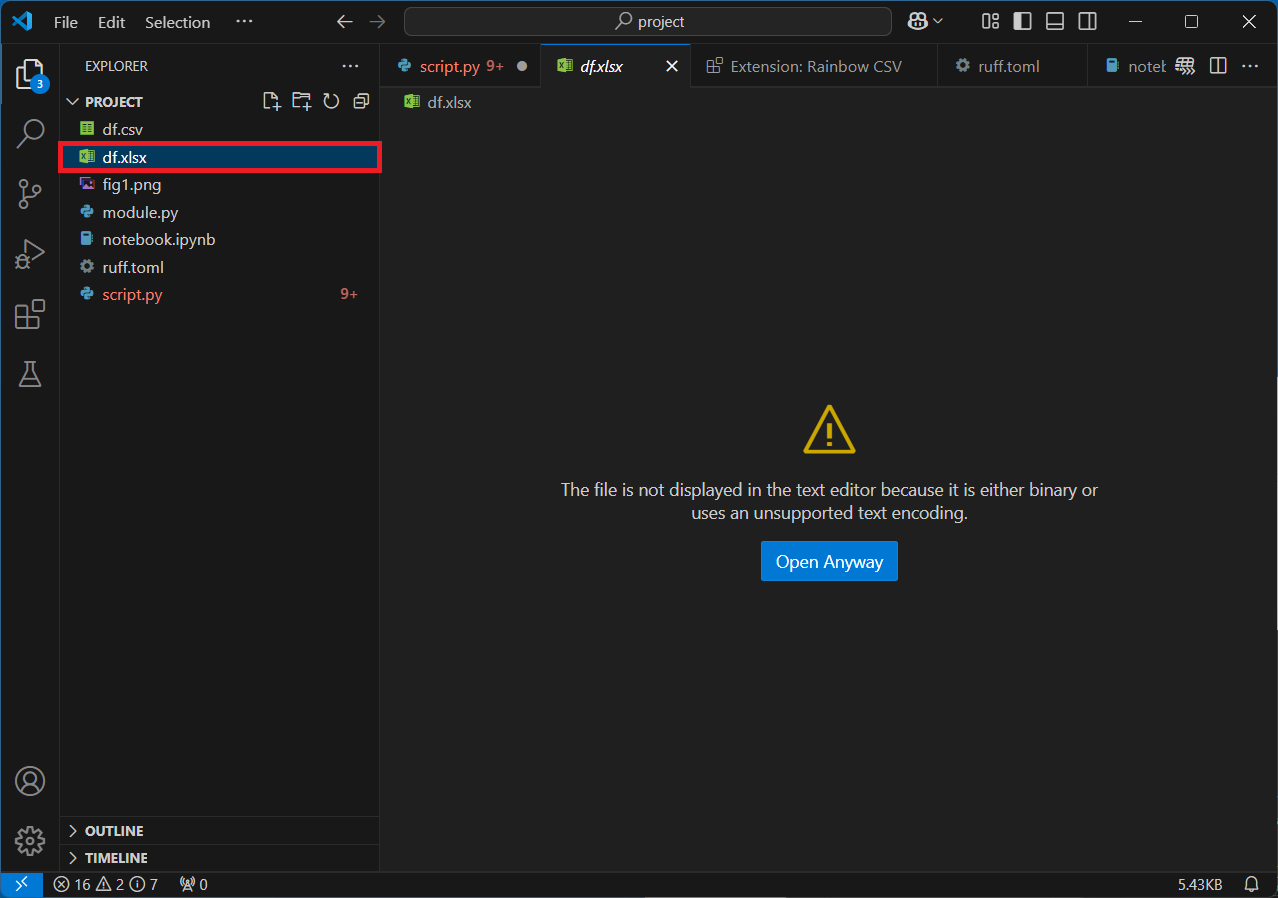 File Edit Selection ··· project
EXPLORER ···
script.py 9+ df.xlsx Extension: Rainbow CSV ruff.toml noteb ···
3
PROJECT
df.xlsx
df.csv
df.xlsx
fig1.png
module.py
notebook.ipynb
ruff.toml
script.py 9+
The file is not displayed in the text editor because it is either binary or
uses an unsupported text encoding.
Open Anyway
OUTLINE
TIMELINE
16 2 7 0 5.43KB